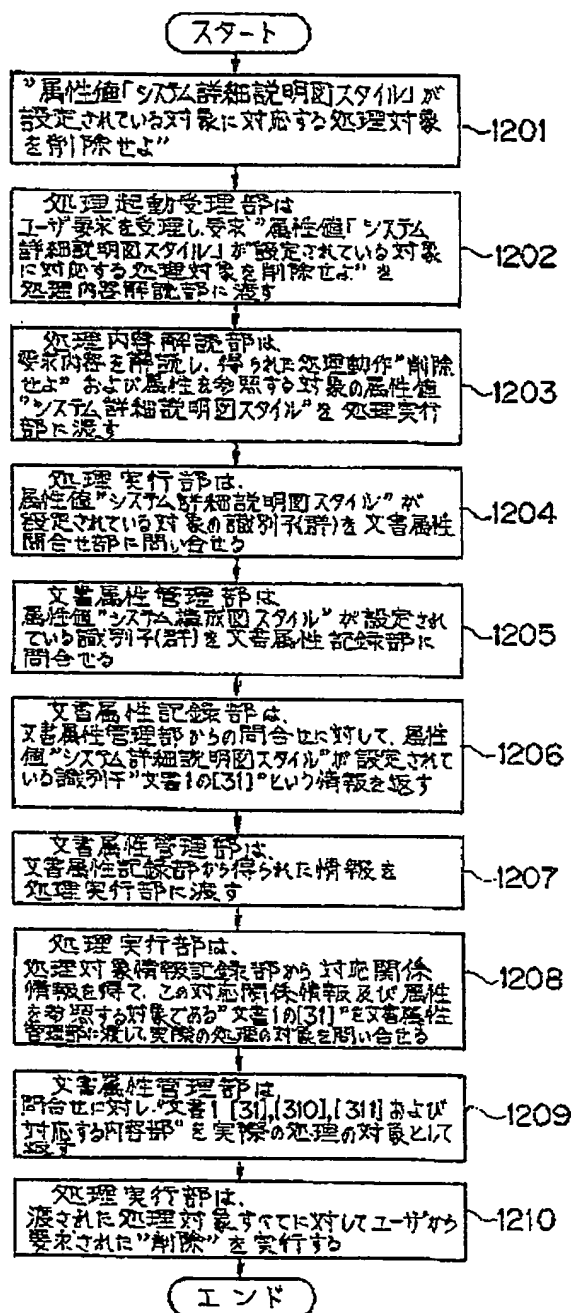 スタート
"属性値「システム詳細説明図スタイル」が
設定されている対象に対応する処理対象
を削除せよ"
1201
処理起動受理部は
ユーザ要求を受理し、要求"属性値「システム
詳細説明図スタイル」が設定されている対象
に対応する処理対象を削除せよ"を
処理内容解読部に渡す
1202
処理内容解読部は、
要求内容を解読し、得られた処理動作"削除
せよ"および属性を参照する対象の属性値
"システム詳細説明図スタイル"を処理実行
部に渡す
1203
処理実行部は、
属性値"システム詳細説明図スタイル"が
設定されている対象の識別子(群)を文書属性
問合せ部に問い合せる
1204
文書属性管理部は
属性値"システム構成図スタイル"が設定され
ている識別子(群)を文書属性記録部に
問合せる
1205
文書属性記録部は、
文書属性管理部からの問合せに対して、属性
値"システム詳細説明図スタイル"が設定されて
いる識別子"文書1の[31]"という情報を返す
1206
文書属性管理部は、
文書属性記録部から得られた情報を
処理実行部に渡す
1207
処理実行部は、
処理対象情報記録部から対応関係
情報を得て、この対応関係情報及び属性
を参照する対象である"文書1の[31]"を文書属性
管理部に渡して、実際の処理の対象を問い合せる
1208
文書属性管理部は
問合せに対し、"文書1 [31],[310],[311]および
対応する内容部"を実際の処理の対象として
返す
1209
処理実行部は、
渡された処理対象すべてに対してユーザから
要求された"削除"を実行する
1210
エンド